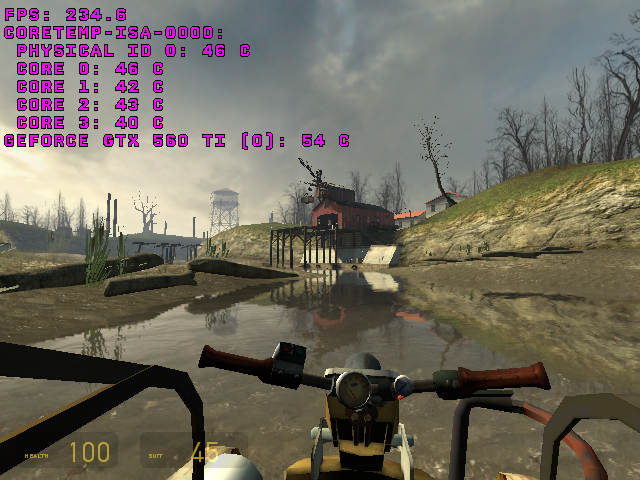 FPS: 234.6
CORETEMP-ISA-0000:
PHYSICAL ID 0: 46 C
CORE 0: 46 C
CORE 1: 42 C
CORE 2: 43 C
CORE 3: 40 C
GEFORCE GTX 560 TI [0]: 54 C
HEALTH 100 SUIT 45